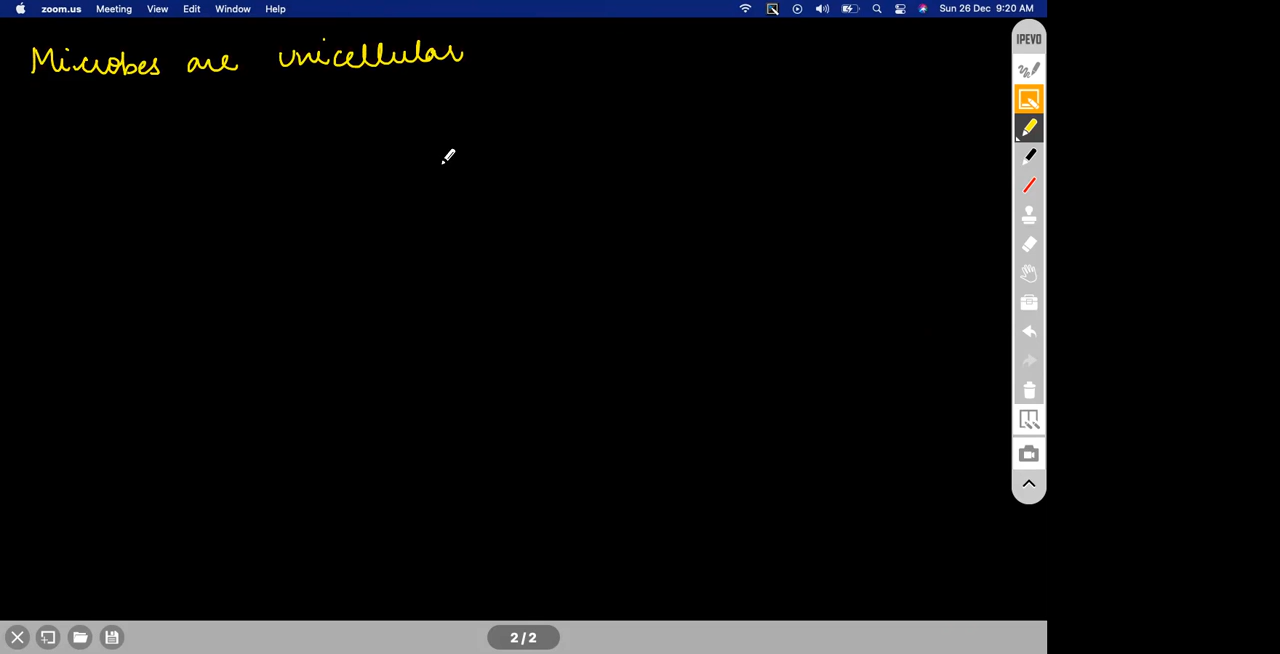 zoom.us Meeting View Edit Window Help Sun 26 Dec 9:20 AM
IPEVO
Microbes are unicellular
2/2